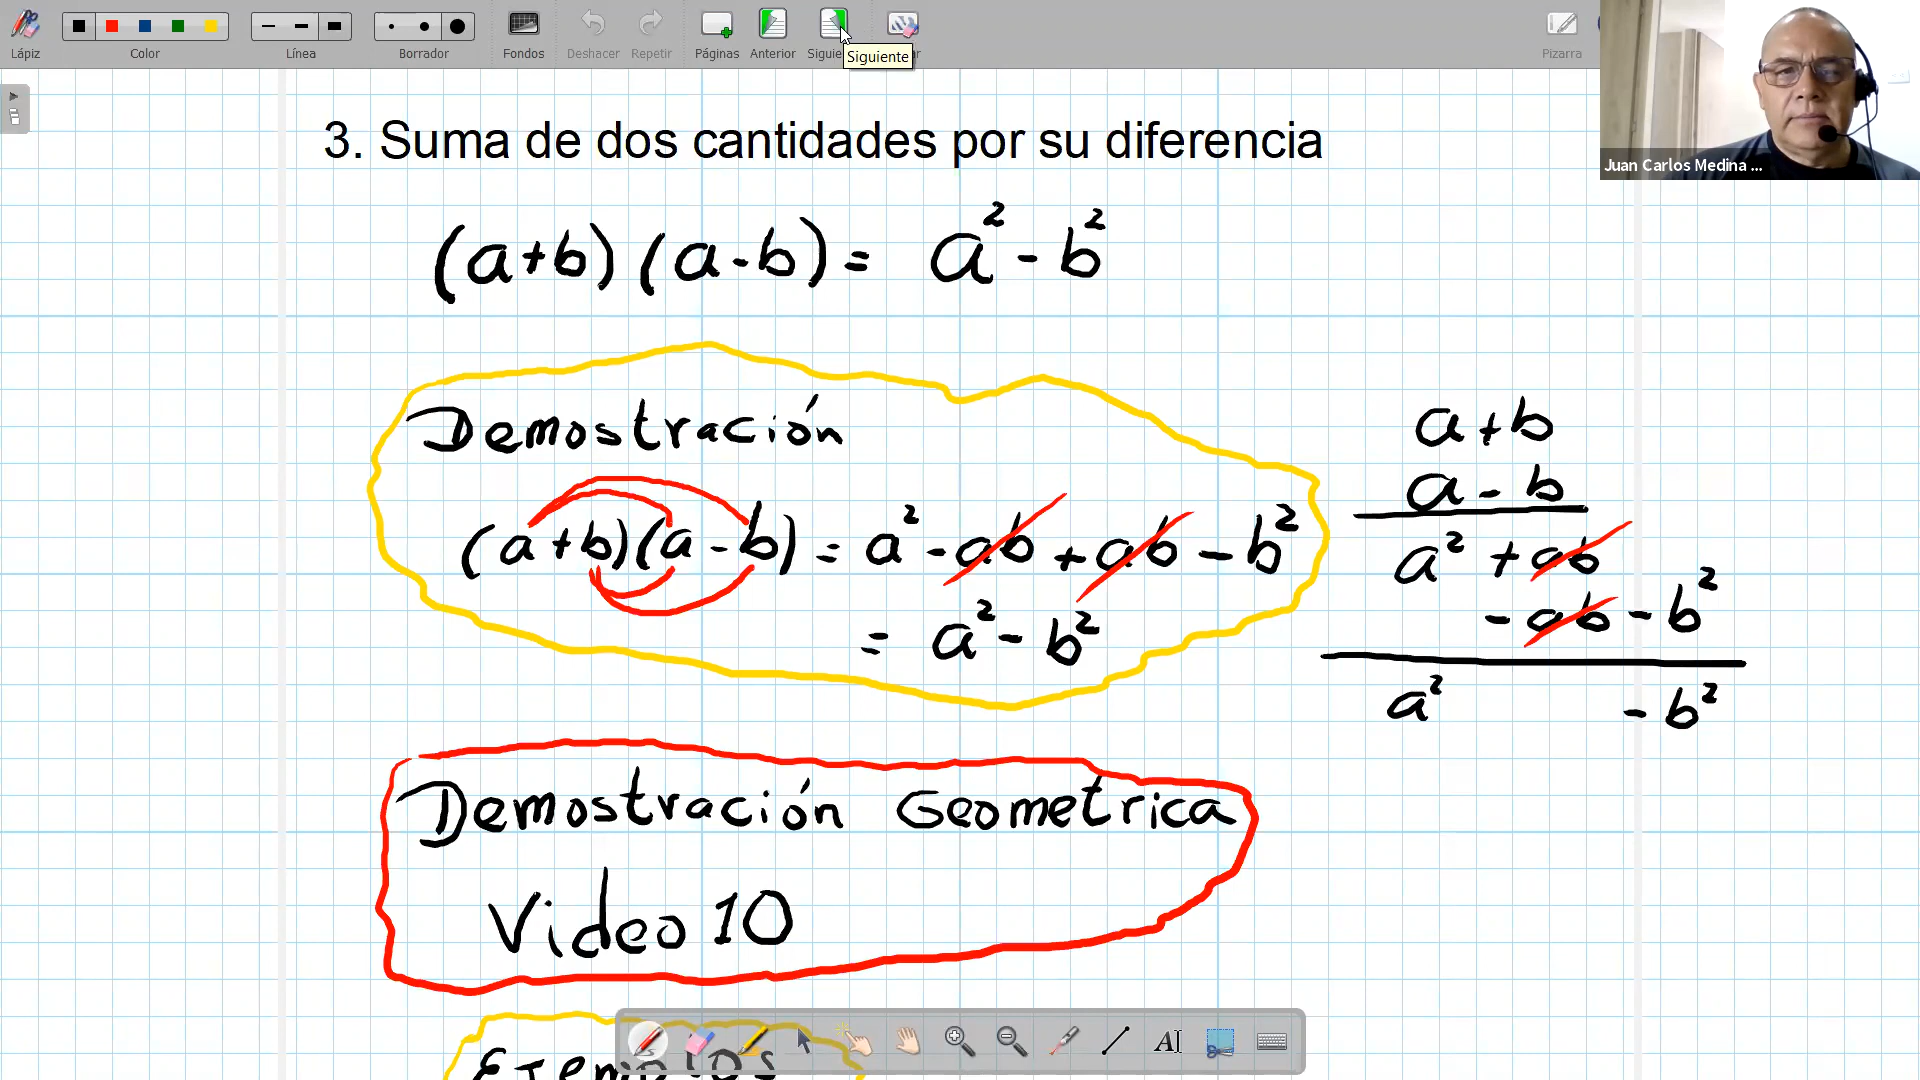 Lápiz
Color
Línea
Borrador
Fondos
Deshacer
Repetir
Páginas
Anterior
Siguiente
Pizarra
Juan Carlos Medina ...
3. Suma de dos cantidades por su diferencia
(a+b)(a-b)= a² - b²
Demostración
(a+b)(a-b) = a² - ab + ab - b²
= a² - b²
a+b
a - b
a² + ab
- ab - b²
a² - b²
Demostración Geometrica
Video 10
Ejemplos
AI